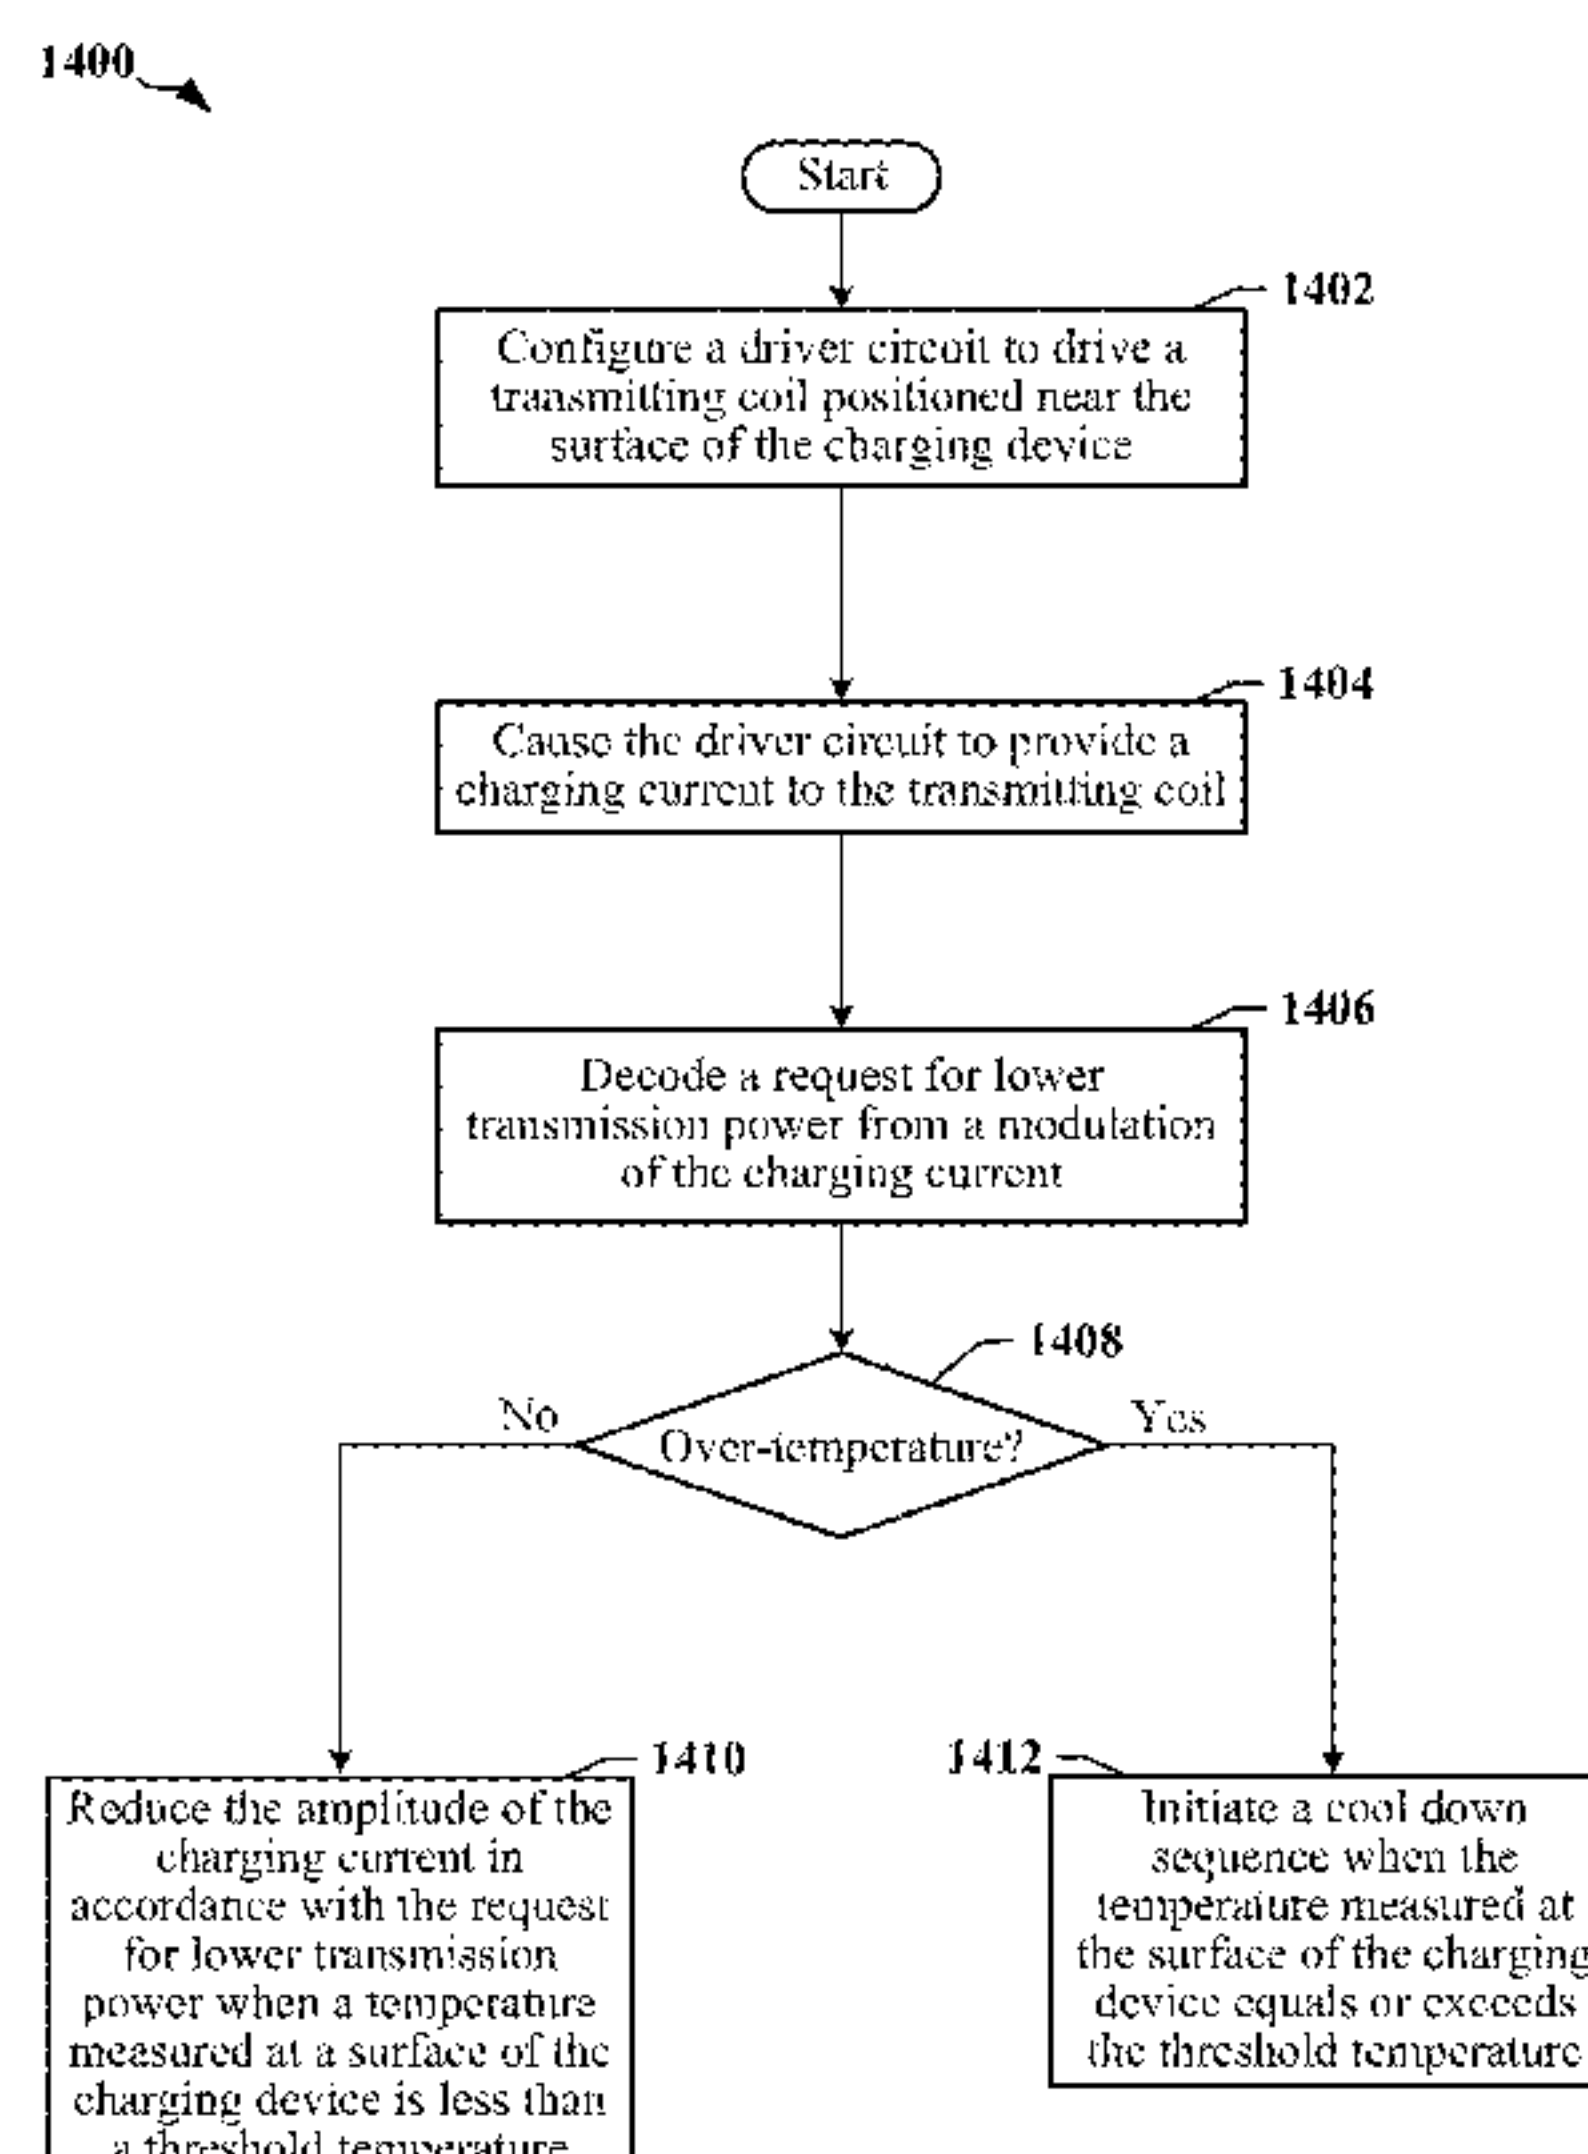 1400
Start
1402
Configure a driver circuit to drive a
transmitting coil positioned near the
surface of the charging device
1404
Cause the driver circuit to provide a
charging current to the transmitting coil
1406
Decode a request for lower
transmission power from a modulation
of the charging current
1408
No
Over-temperature?
Yes
1410
Reduce the amplitude of the
charging current in
accordance with the request
for lower transmission
power when a temperature
measured at a surface of the
charging device is less than
a threshold temperature
1412
Initiate a cool down
sequence when the
temperature measured at
the surface of the charging
device equals or exceeds
the threshold temperature